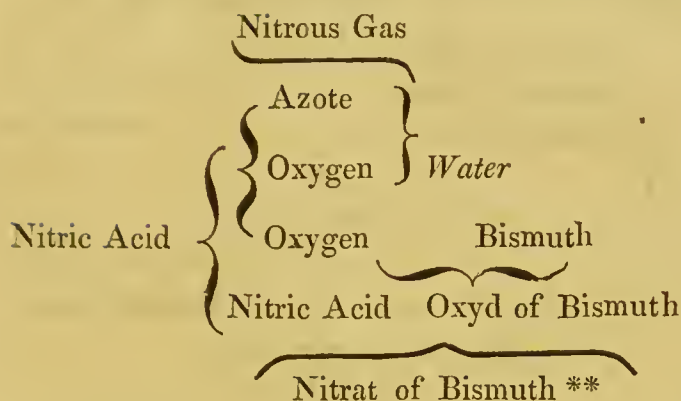 Nitrous Gas
Azote
Oxygen Water
Nitric Acid Oxygen Bismuth
Nitric Acid Oxyd of Bismuth
Nitrat of Bismuth **